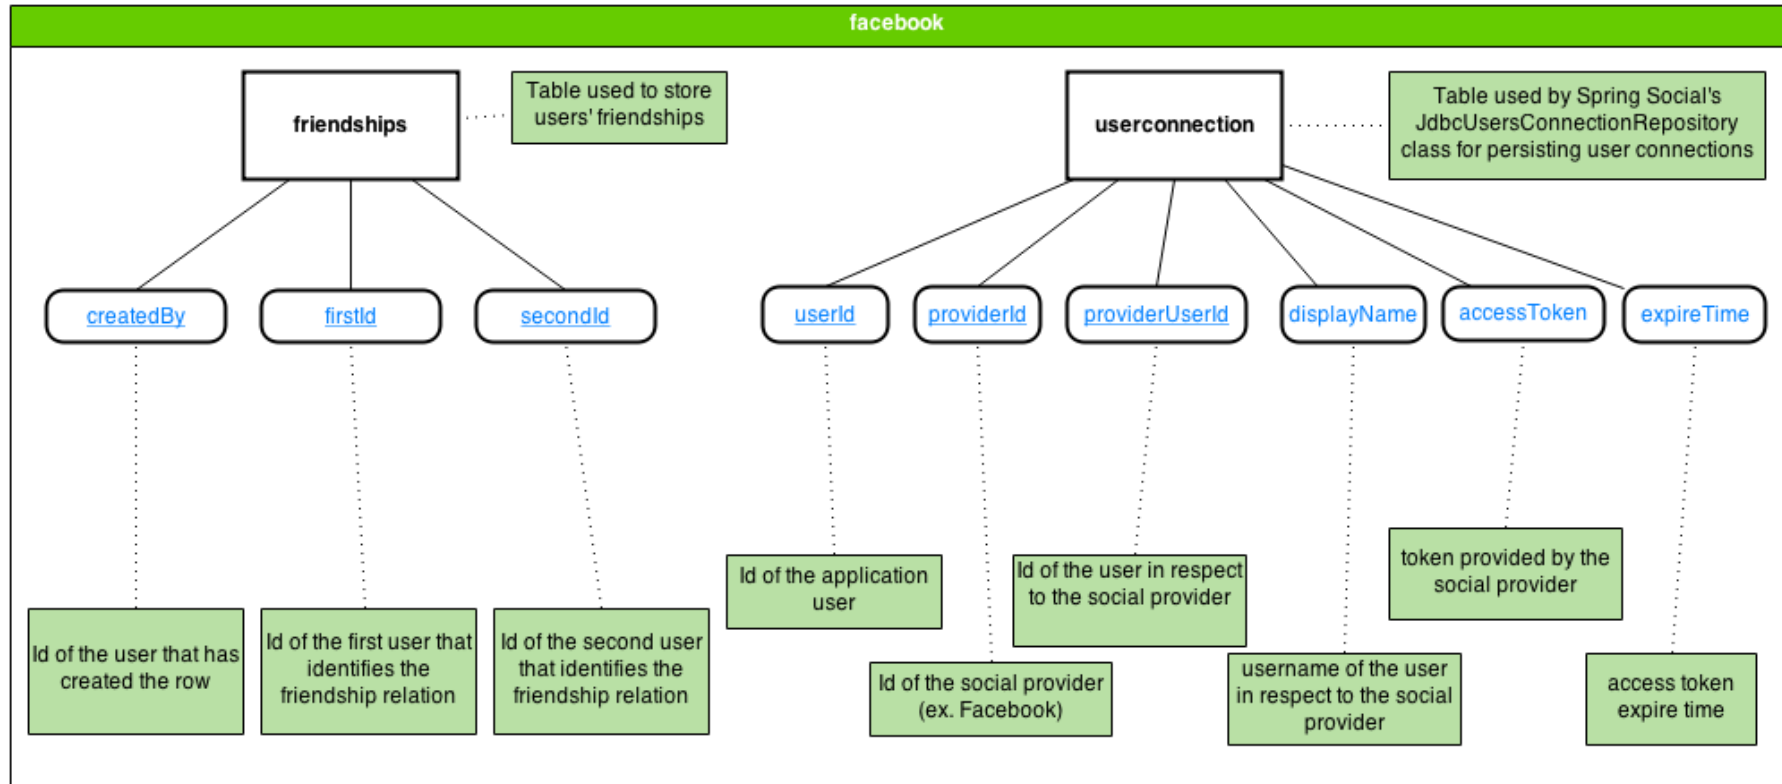 facebook
friendships
Table used to store
users' friendships
userconnection
Table used by Spring Social's
JdbcUsersConnectionRepository
class for persisting user connections
createdBy
firstId
secondId
userId
providerId
providerUserId
displayName
accessToken
expireTime
Id of the user that has
created the row
Id of the first user that
identifies the
friendship relation
Id of the second user
that identifies the
friendship relation
Id of the application
user
Id of the social provider
(ex. Facebook)
Id of the user in respect
to the social provider
username of the user
in respect to the social
provider
token provided by the
social provider
access token
expire time